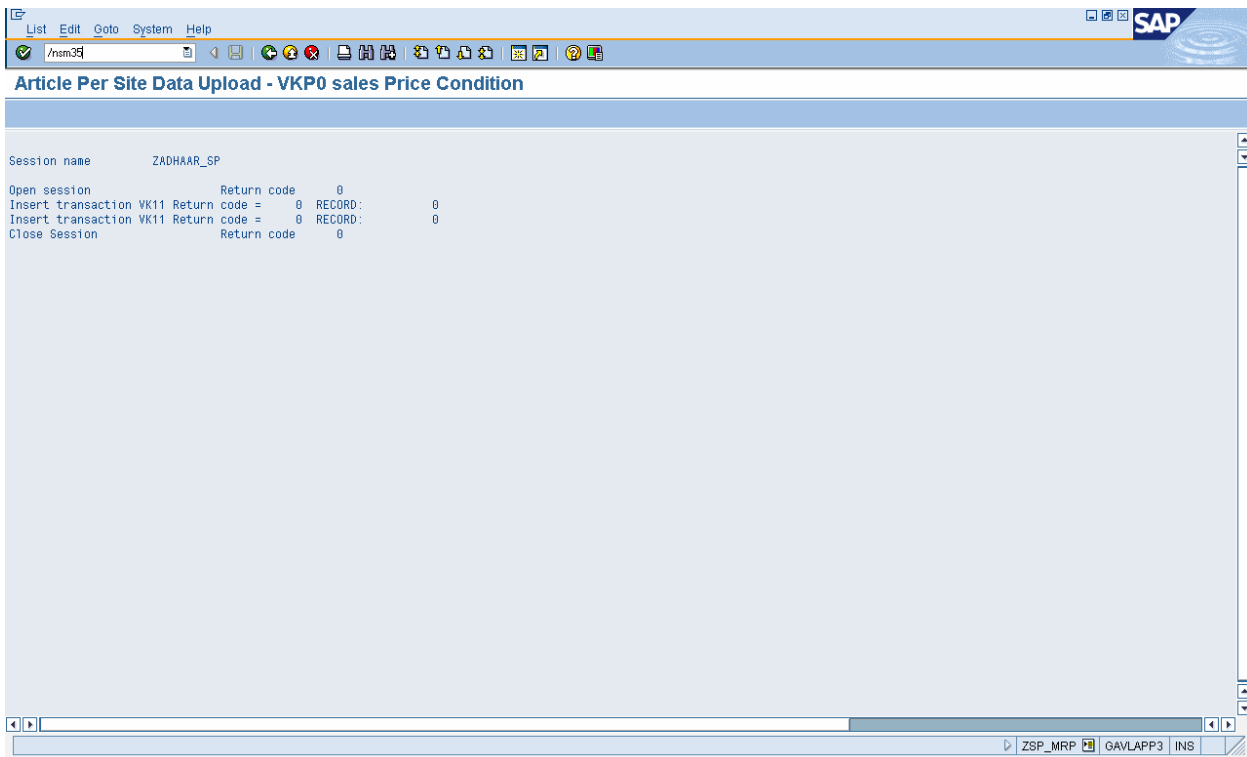 List Edit Goto System Help
SAP
/nsm35
Article Per Site Data Upload - VKP0 sales Price Condition
Session name ZADHAAR_SP
Open session Return code 0
Insert transaction VK11 Return code = 0 RECORD: 0
Insert transaction VK11 Return code = 0 RECORD: 0
Close Session Return code 0
ZSP_MRP GAVLAPP3 INS